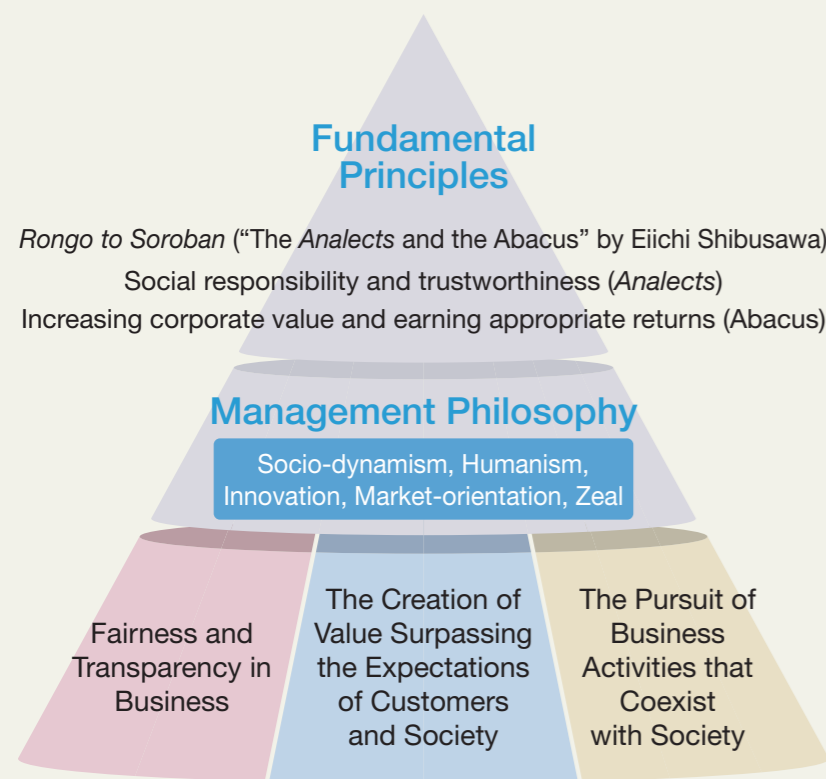 Fundamental
Principles
Rongo to Soroban (“The Analects and the Abacus” by Eiichi Shibusawa)
Social responsibility and trustworthiness (Analects)
Increasing corporate value and earning appropriate returns (Abacus)
Management Philosophy
Socio-dynamism, Humanism,
Innovation, Market-orientation, Zeal
Fairness and
Transparency in
Business
The Creation of
Value Surpassing
the Expectations
of Customers
and Society
The Pursuit of
Business
Activities that
Coexist
with Society